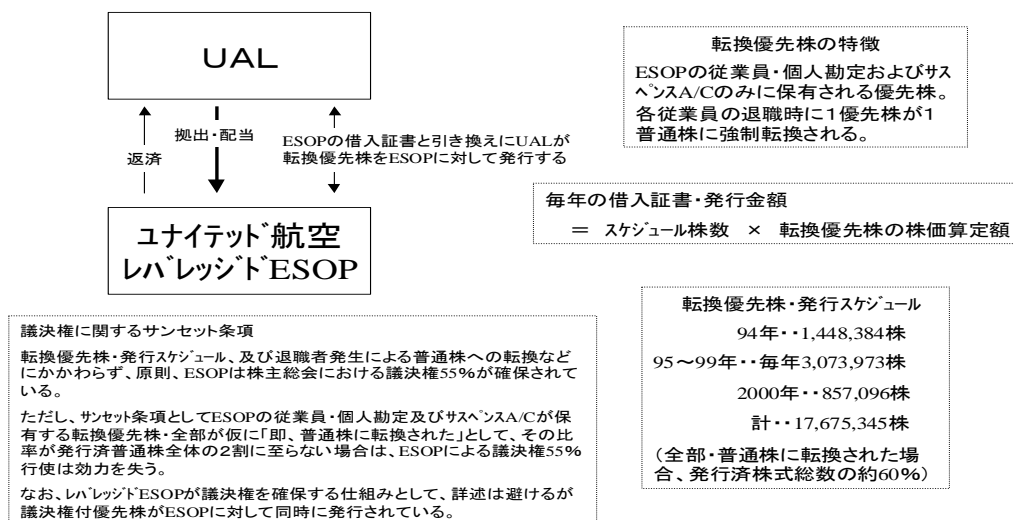 UAL
返済
拠出・配当
ESOPの借入証書と引き換えにUALが
転換優先株をESOPに対して発行する
ユナイテッド航空
レバレッジドESOP
転換優先株の特徴
ESOPの従業員・個人勘定およびサス
ペンスA/Cのみに保有される優先株。
各従業員の退職時に1優先株が1
普通株に強制転換される。
毎年の借入証書・発行金額
= スケジュール株数 × 転換優先株の株価算定額
議決権に関するサンセット条項
転換優先株・発行スケジュール、及び退職者発生による普通株への転換など
にかかわらず、原則、ESOPは株主総会における議決権55%が確保されて
いる。
ただし、サンセット条項としてESOPの従業員・個人勘定及びサスペンスA/Cが保
有する転換優先株・全部が仮に「即、普通株に転換された」として、その比
率が発行済普通株全体の2割に至らない場合は、ESOPによる議決権55%
行使は効力を失う。
なお、レバレッジドESOPが議決権を確保する仕組みとして、詳述は避けるが
議決権付優先株がESOPに対して同時に発行されている。
転換優先株・発行スケジュール
94年・・1,448,384株
95～99年・・毎年3,073,973株
2000年・・857,096株
計・・17,675,345株
(全部・普通株に転換された場
合、発行済株式総数の約60%)